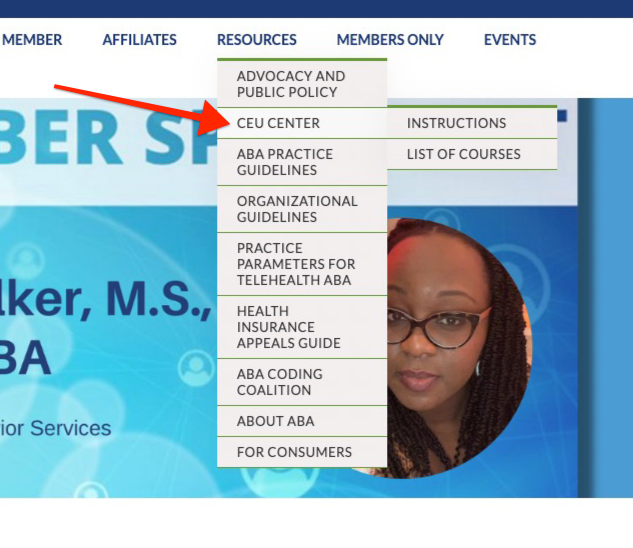 MEMBER AFFILIATES RESOURCES MEMBERS ONLY EVENTS
ADVOCACY AND
PUBLIC POLICY
CEU CENTER
INSTRUCTIONS
LIST OF COURSES
ABA PRACTICE
GUIDELINES
ORGANIZATIONAL
GUIDELINES
PRACTICE
PARAMETERS FOR
TELEHEALTH ABA
HEALTH
INSURANCE
APPEALS GUIDE
ABA CODING
COALITION
ABOUT ABA
FOR CONSUMERS
BER SP
lker, M.S.,
BA
ior Services